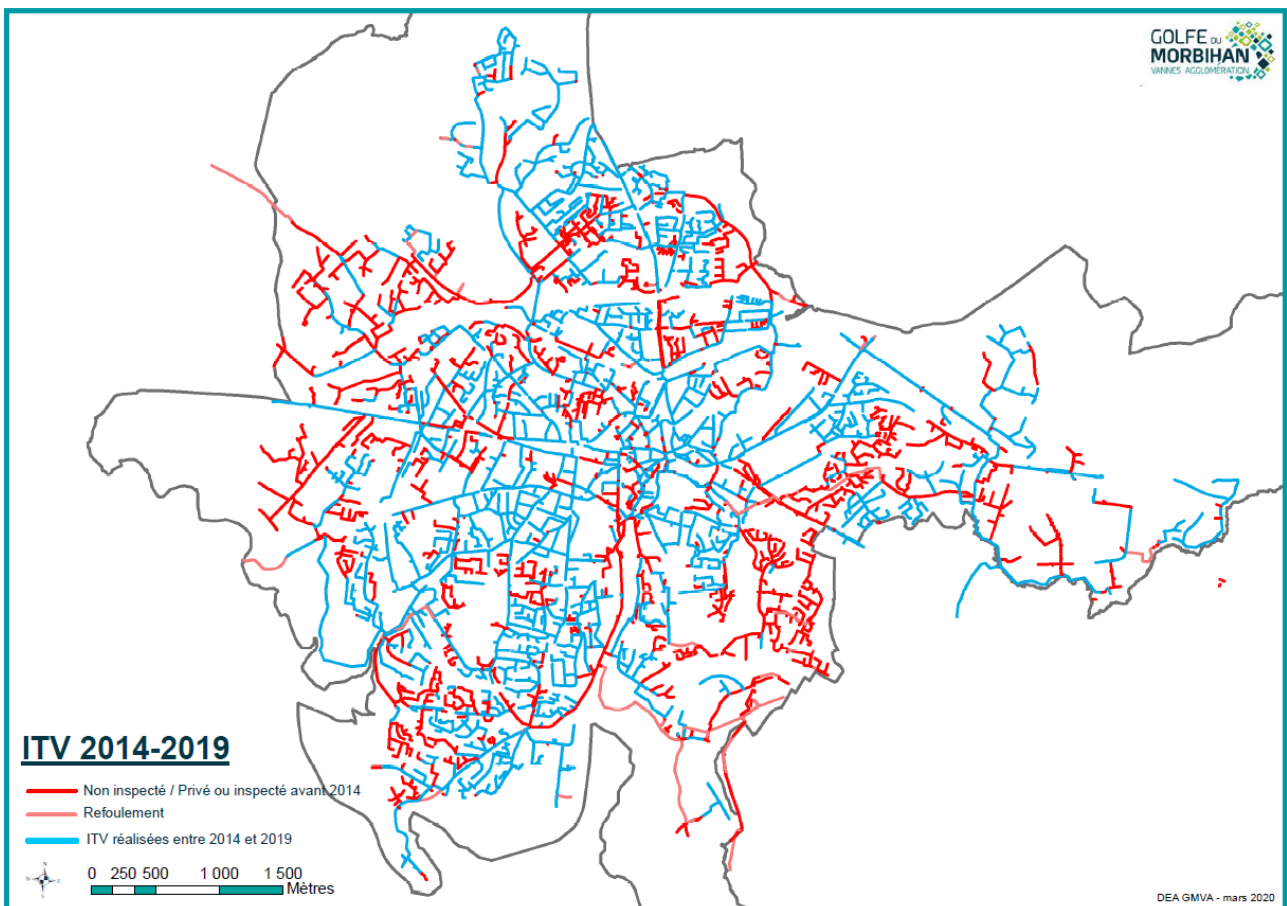 GOLFE DU
MORBIHAN
VANNES AGGLOMÉRATION
ITV 2014-2019
Non inspecté / Privé ou inspecté avant 2014
Refoulement
ITV réalisées entre 2014 et 2019
N
W E
S
0 250 500 1 000 1 500
Mètres
DEA GMVA - mars 2020